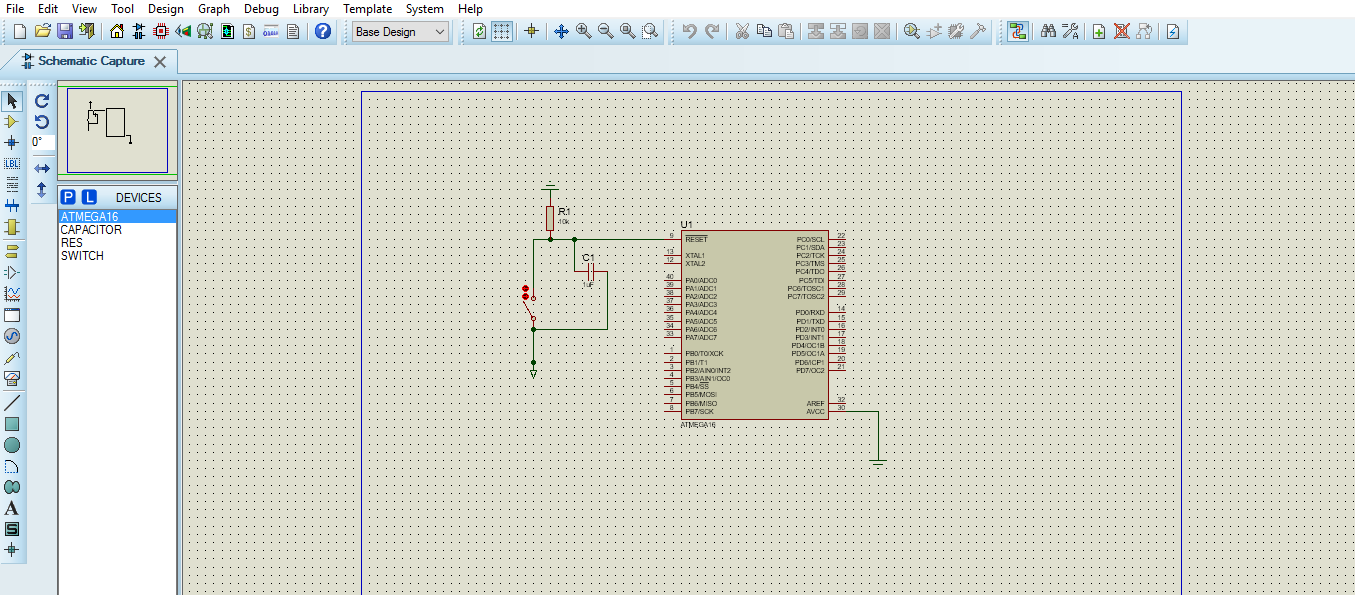 File Edit View Tool Design Graph Debug Library Template System Help
Base Design
Schematic Capture
0°
LBL
P L DEVICES
ATMEGA16
CAPACITOR
RES
SWITCH
A
S
R1
10k
C1
1uF
U1
9 RESET PC0/SCL 22
PC1/SDA 23
13 XTAL1 PC2/TCK 24
12 XTAL2 PC3/TMS 25
PC4/TDO 26
40 PA0/ADC0 PC5/TDI 27
39 PA1/ADC1 PC6/TOSC1 28
38 PA2/ADC2 PC7/TOSC2 29
37 PA3/ADC3
36 PA4/ADC4 PD0/RXD 14
35 PA5/ADC5 PD1/TXD 15
34 PA6/ADC6 PD2/INT0 16
33 PA7/ADC7 PD3/INT1 17
PD4/OC1B 18
1 PB0/T0/XCK PD5/OC1A 19
2 PB1/T1 PD6/ICP1 20
3 PB2/AIN0/INT2 PD7/OC2 21
4 PB3/AIN1/OC0
5 PB4/SS
6 PB5/MOSI
7 PB6/MISO AREF 32
8 PB7/SCK AVCC 30
ATMEGA16